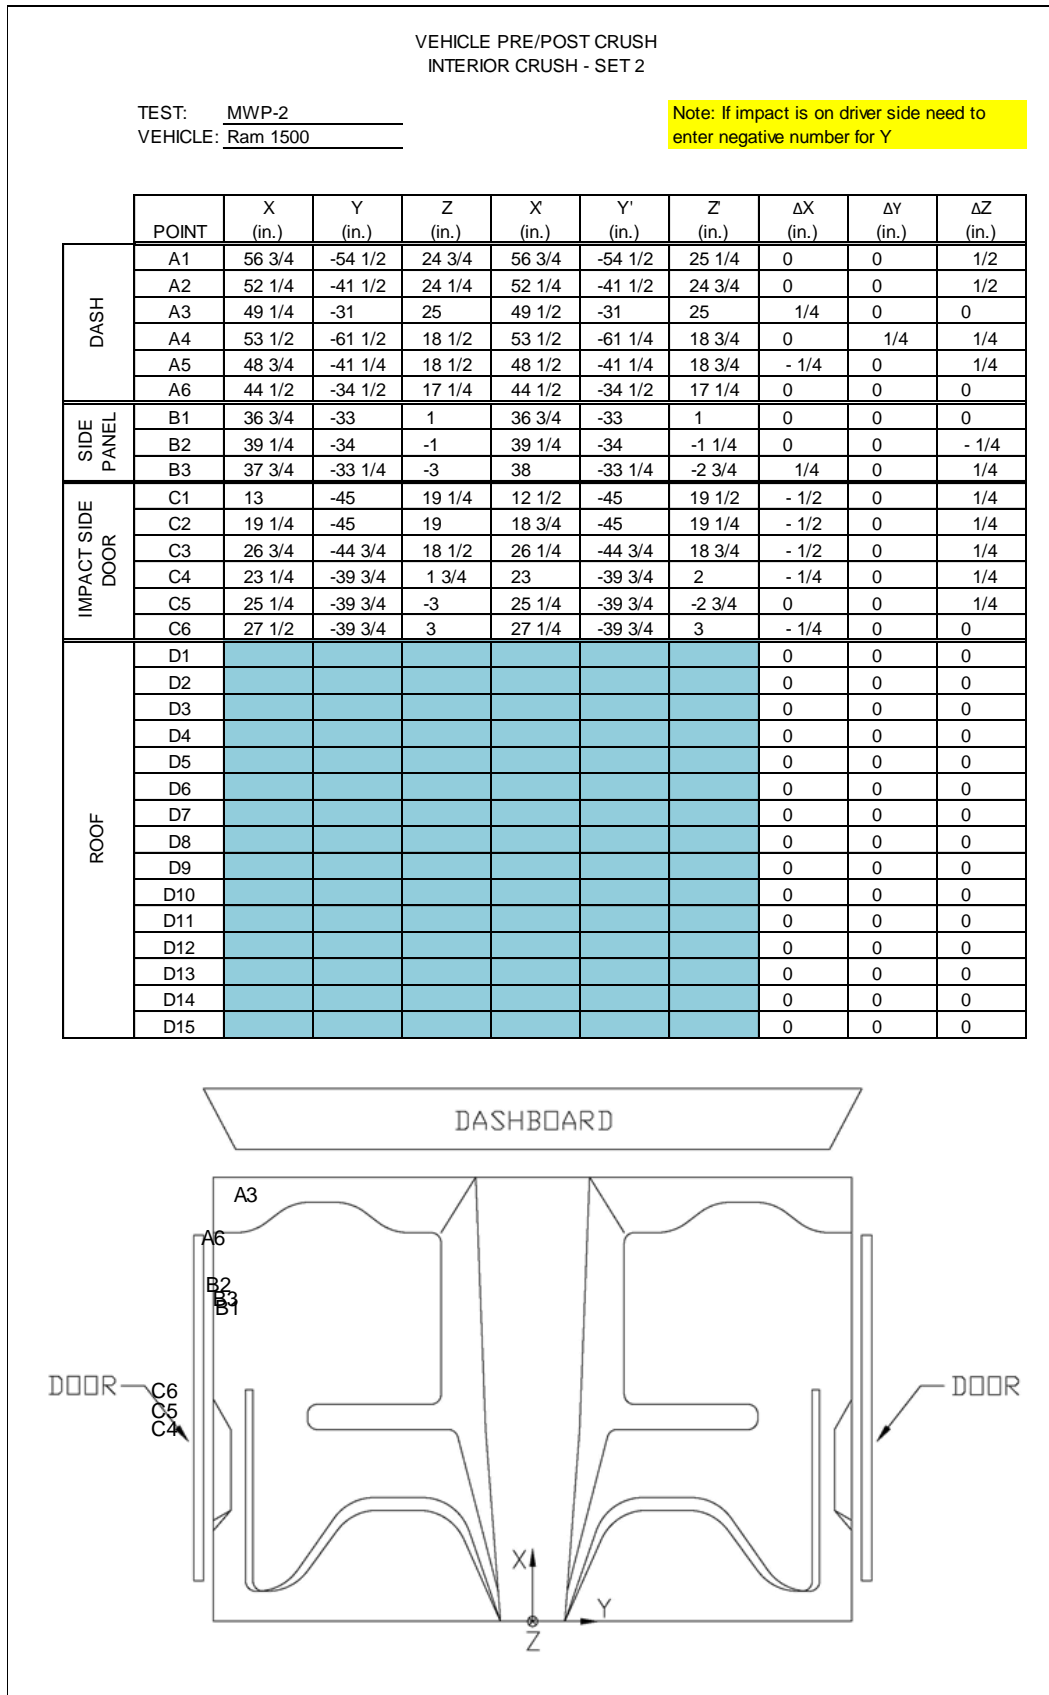 VEHICLE PRE/POST CRUSH
INTERIOR CRUSH - SET 2
TEST: MWP-2
VEHICLE: Ram 1500
Note: If impact is on driver side need to
enter negative number for Y
X Y Z X' Y' Z' ΔX ΔY ΔZ
POINT (in.) (in.) (in.) (in.) (in.) (in.) (in.) (in.) (in.)
DASH
A1 56 3/4 -54 1/2 24 3/4 56 3/4 -54 1/2 25 1/4 0 0 1/2
A2 52 1/4 -41 1/2 24 1/4 52 1/4 -41 1/2 24 3/4 0 0 1/2
A3 49 1/4 -31 25 49 1/2 -31 25 1/4 0 0
A4 53 1/2 -61 1/2 18 1/2 53 1/2 -61 1/4 18 3/4 0 1/4 1/4
A5 48 3/4 -41 1/4 18 1/2 48 1/2 -41 1/4 18 3/4 - 1/4 0 1/4
A6 44 1/2 -34 1/2 17 1/4 44 1/2 -34 1/2 17 1/4 0 0 0
SIDE
PANEL
B1 36 3/4 -33 1 36 3/4 -33 1 0 0 0
B2 39 1/4 -34 -1 39 1/4 -34 -1 1/4 0 0 - 1/4
B3 37 3/4 -33 1/4 -3 38 -33 1/4 -2 3/4 1/4 0 1/4
IMPACT SIDE
DOOR
C1 13 -45 19 1/4 12 1/2 -45 19 1/2 - 1/2 0 1/4
C2 19 1/4 -45 19 18 3/4 -45 19 1/4 - 1/2 0 1/4
C3 26 3/4 -44 3/4 18 1/2 26 1/4 -44 3/4 18 3/4 - 1/2 0 1/4
C4 23 1/4 -39 3/4 1 3/4 23 -39 3/4 2 - 1/4 0 1/4
C5 25 1/4 -39 3/4 -3 25 1/4 -39 3/4 -2 3/4 0 0 1/4
C6 27 1/2 -39 3/4 3 27 1/4 -39 3/4 3 - 1/4 0 0
ROOF
D1 0 0 0
D2 0 0 0
D3 0 0 0
D4 0 0 0
D5 0 0 0
D6 0 0 0
D7 0 0 0
D8 0 0 0
D9 0 0 0
D10 0 0 0
D11 0 0 0
D12 0 0 0
D13 0 0 0
D14 0 0 0
D15 0 0 0
DASHBOARD
A3
A6
B2
B3
B1
DOOR
C6
C5
C4
DOOR
X
Y
Z